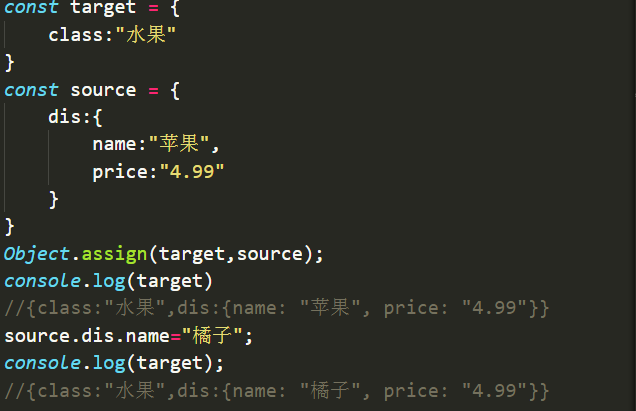 const target = {
class:"水果"
}
const source = {
dis:{
name:"苹果",
price:"4.99"
}
}
Object.assign(target,source);
console.log(target)
//{class:"水果",dis:{name: "苹果", price: "4.99"}}
source.dis.name="橘子";
console.log(target);
//{class:"水果",dis:{name: "橘子", price: "4.99"}}